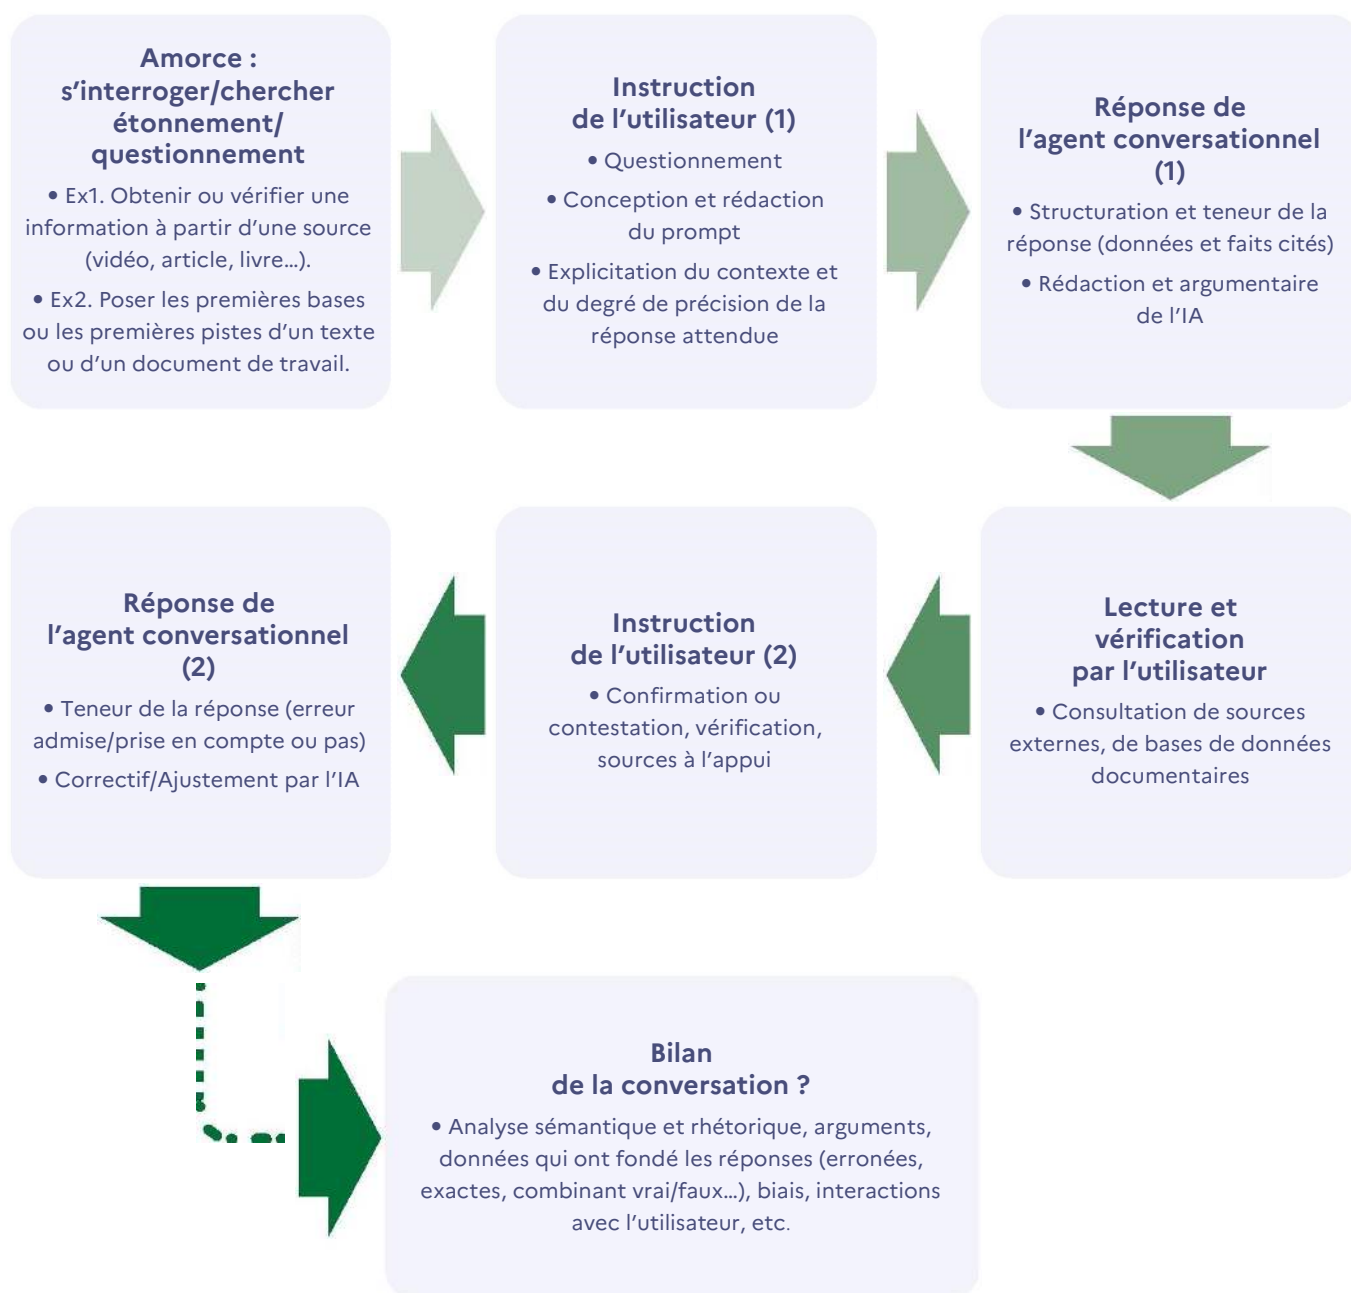 Amorce :
s’interroger/chercher
étonnement/
questionnement
• Ex1. Obtenir ou vérifier une
information à partir d’une source
(vidéo, article, livre…).
• Ex2. Poser les premières bases
ou les premières pistes d’un texte
ou d’un document de travail.
Instruction
de l’utilisateur (1)
• Questionnement
• Conception et rédaction
du prompt
• Explicitation du contexte et
du degré de précision de la
réponse attendue
Réponse de
l’agent conversationnel
(1)
• Structuration et teneur de la
réponse (données et faits cités)
• Rédaction et argumentaire
de l’IA
Lecture et
vérification
par l’utilisateur
• Consultation de sources
externes, de bases de données
documentaires
Instruction
de l’utilisateur (2)
• Confirmation ou
contestation, vérification,
sources à l’appui
Réponse de
l’agent conversationnel
(2)
• Teneur de la réponse (erreur
admise/prise en compte ou pas)
• Correctif/Ajustement par l’IA
Bilan
de la conversation ?
• Analyse sémantique et rhétorique, arguments,
données qui ont fondé les réponses (erronées,
exactes, combinant vrai/faux…), biais, interactions
avec l’utilisateur, etc.